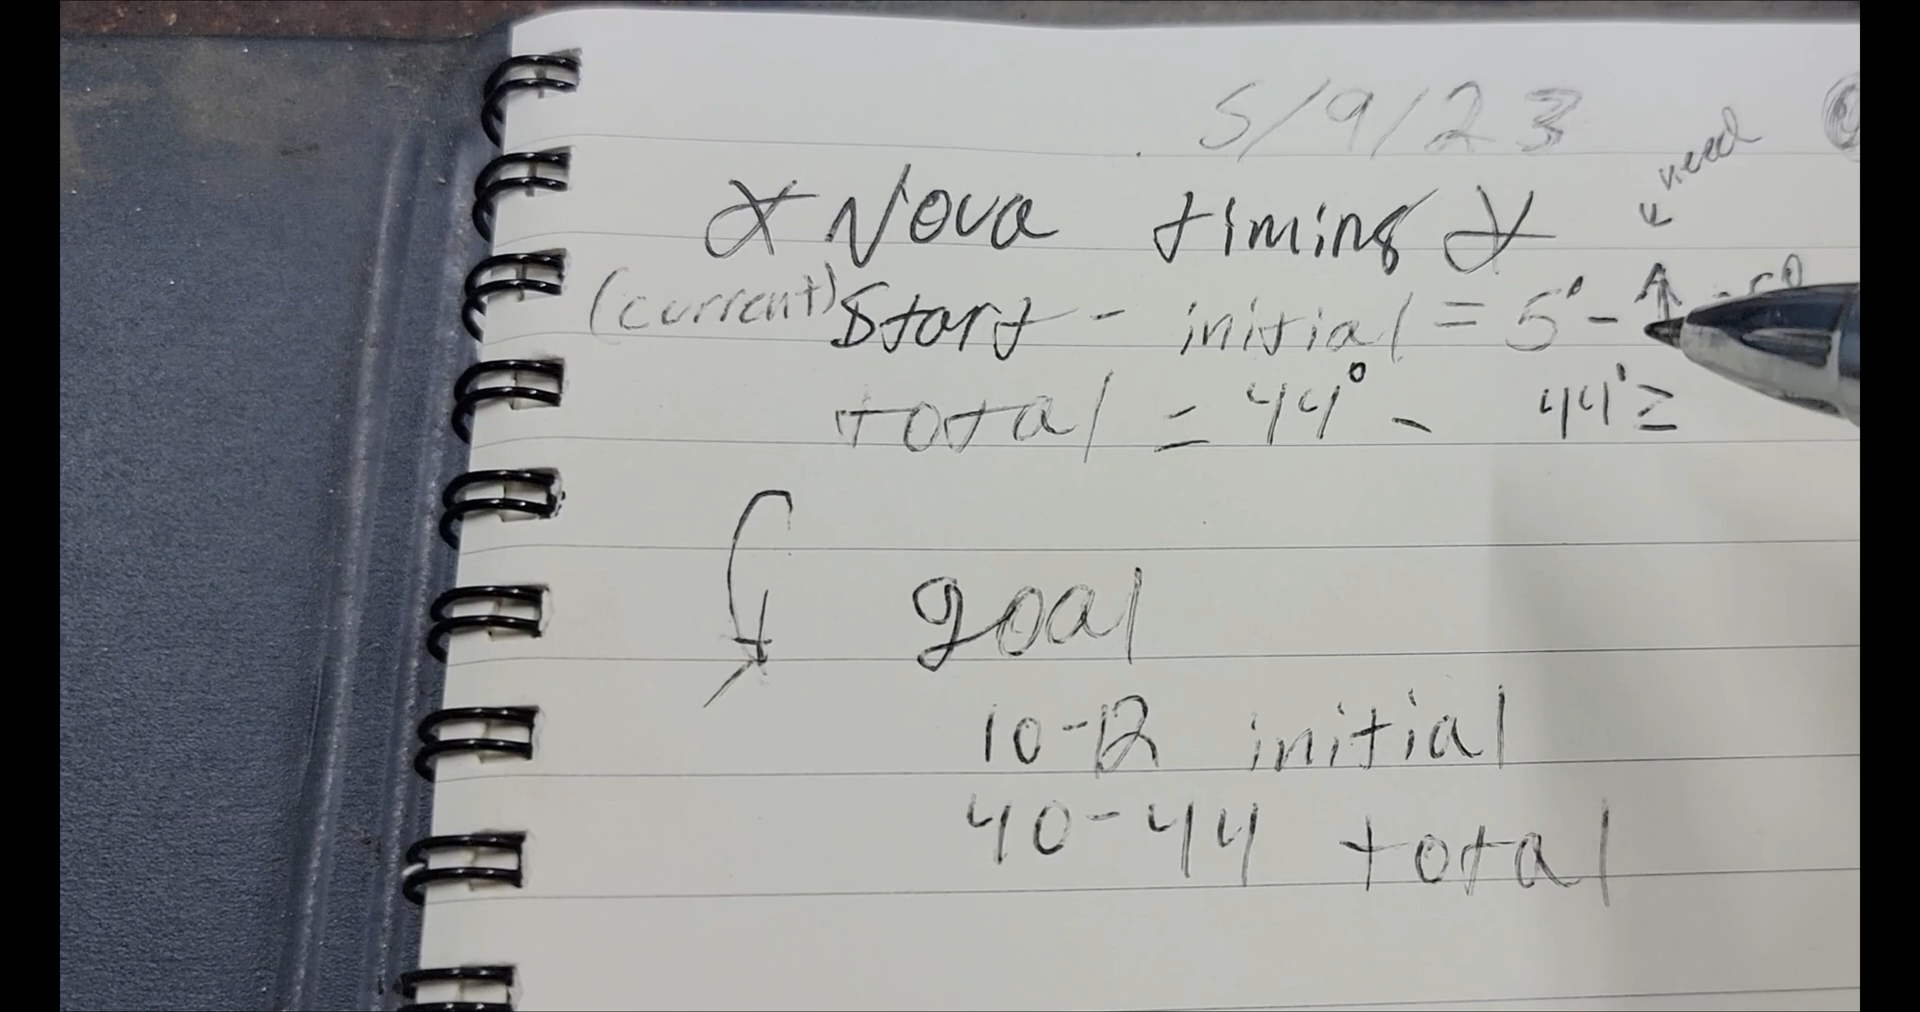 5/9/23
need
* Nova timing *
(current) Start - initial = 5° - ↑
total = 44° - 44° ≥
goal
10-12 initial
40-44 total